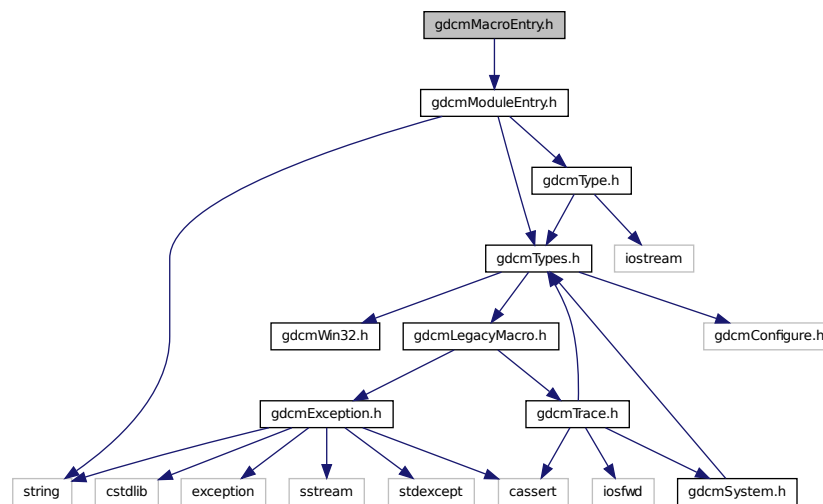 gdcmMacroEntry.h
gdcmModuleEntry.h
gdcmType.h
gdcmTypes.h
iostream
gdcmWin32.h
gdcmLegacyMacro.h
gdcmConfigure.h
gdcmException.h
gdcmTrace.h
string
cstdlib
exception
sstream
stdexcept
cassert
iosfwd
gdcmSystem.h